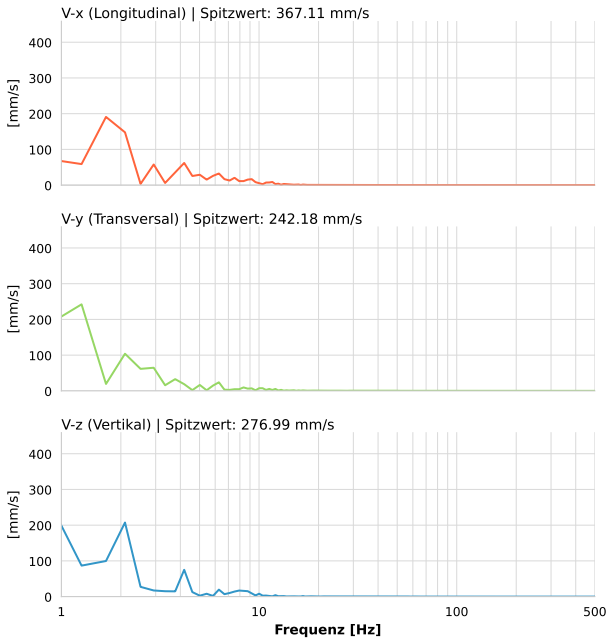 V-x (Longitudinal) | Spitzwert: 367.11 mm/s
400
300
[mm/s]
200
100
0
V-y (Transversal) | Spitzwert: 242.18 mm/s
400
300
[mm/s]
200
100
0
V-z (Vertikal) | Spitzwert: 276.99 mm/s
400
300
[mm/s]
200
100
0
1 10 100 500
Frequenz [Hz]